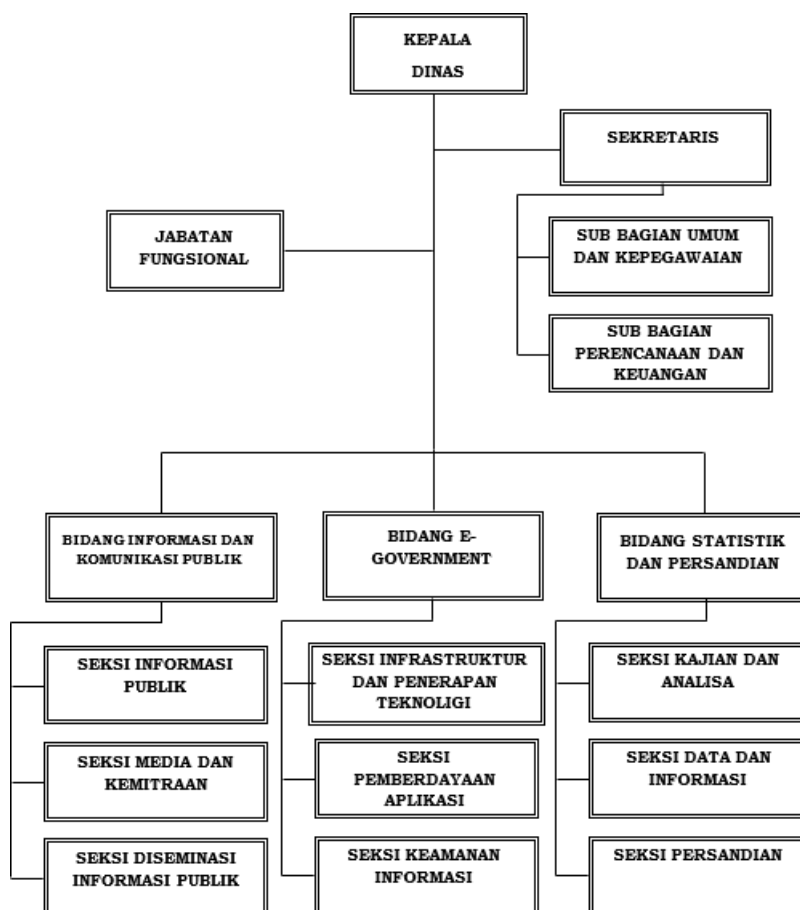 KEPALA
DINAS
SEKRETARIS
JABATAN
FUNGSIONAL
SUB BAGIAN UMUM
DAN KEPEGAWAIAN
SUB BAGIAN
PERENCANAAN DAN
KEUANGAN
BIDANG INFORMASI DAN
KOMUNIKASI PUBLIK
BIDANG E-
GOVERNMENT
BIDANG STATISTIK
DAN PERSANDIAN
SEKSI INFORMASI
PUBLIK
SEKSI INFRASTRUKTUR
DAN PENERAPAN
TEKNOLIGI
SEKSI KAJIAN DAN
ANALISA
SEKSI MEDIA DAN
KEMITRAAN
SEKSI
PEMBERDAYAAN
APLIKASI
SEKSI DATA DAN
INFORMASI
SEKSI DISEMINASI
INFORMASI PUBLIK
SEKSI KEAMANAN
INFORMASI
SEKSI PERSANDIAN